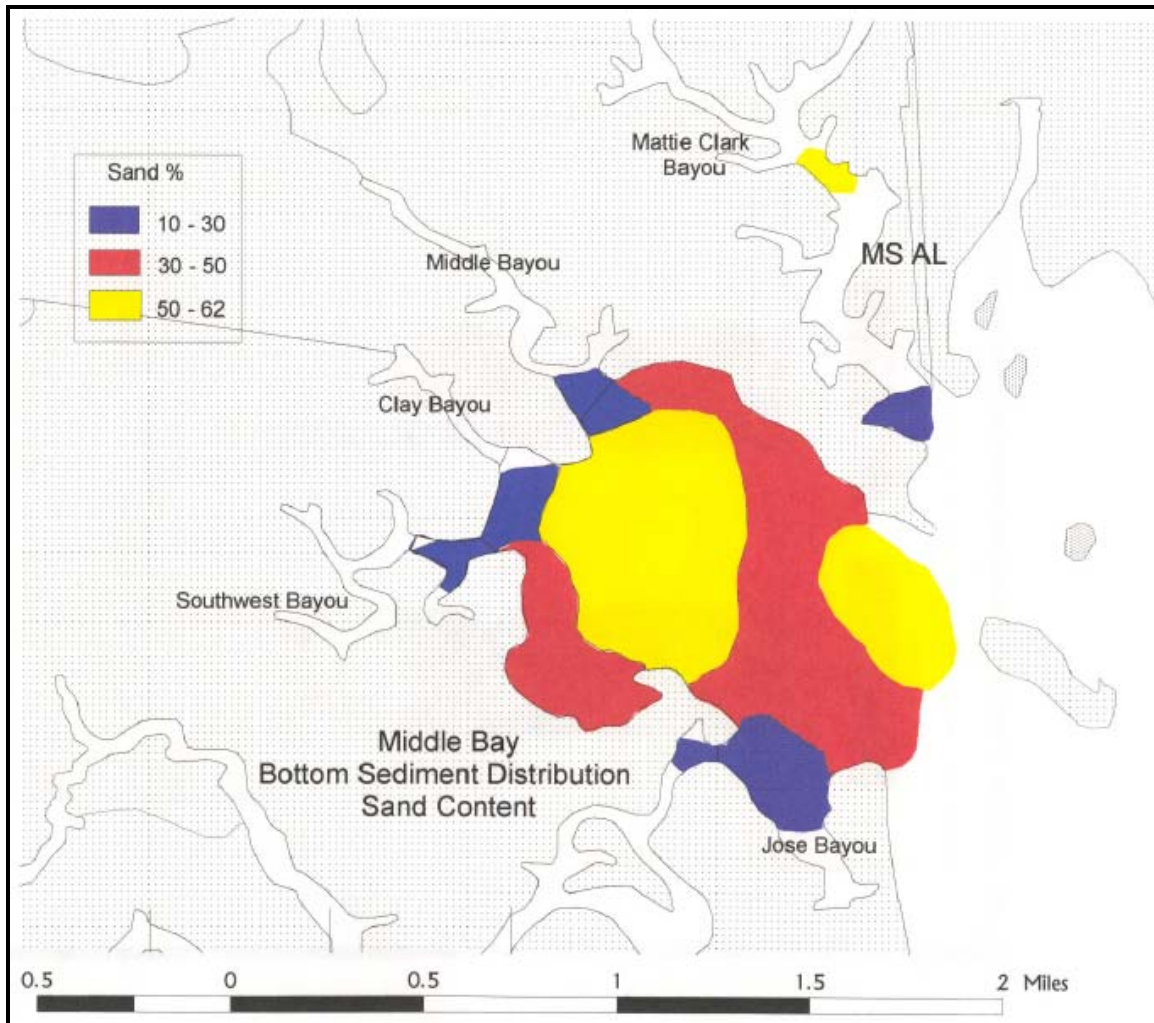 Mattie Clark
Bayou
Sand %
10 - 30
30 - 50
50 - 62
Middle Bayou
MS AL
Clay Bayou
Southwest Bayou
Middle Bay
Bottom Sediment Distribution
Sand Content
Jose Bayou
0.5 0 0.5 1 1.5 2 Miles